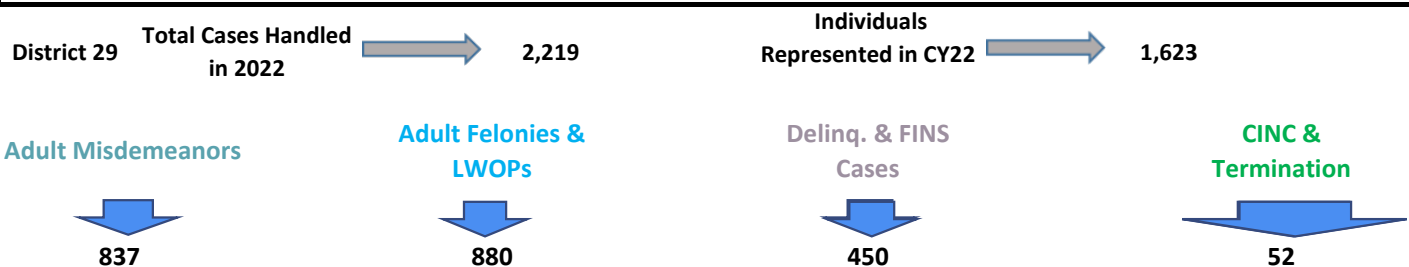 District 29
Total Cases Handled
in 2022
2,219
Individuals
Represented in CY22
1,623
Adult Misdemeanors
Adult Felonies &
LWOPs
Delinq. & FINS
Cases
CINC &
Termination
837
880
450
52